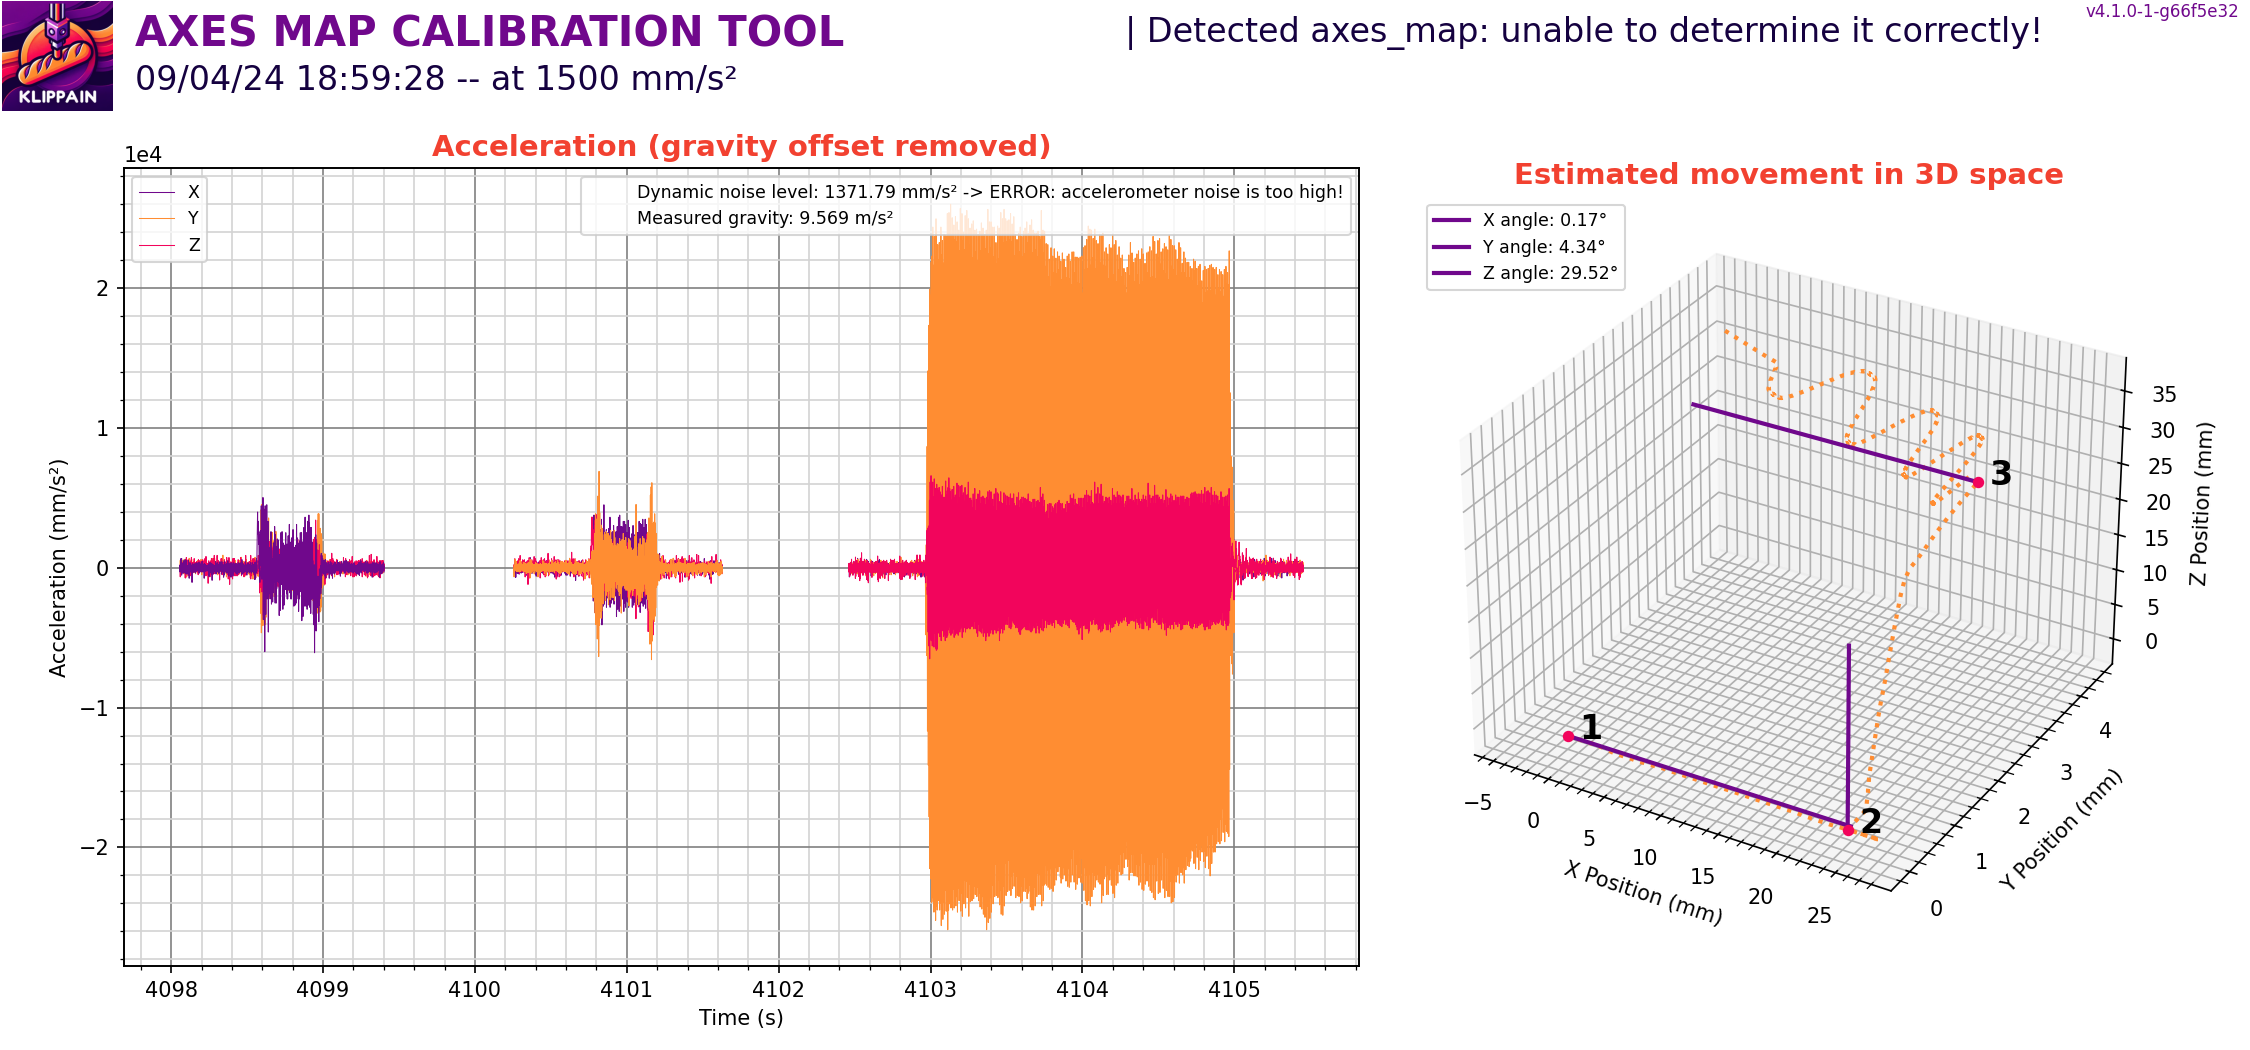 AXES MAP CALIBRATION TOOL
| Detected axes_map: unable to determine it correctly!
v4.1.0-1-g66f5e32
09/04/24 18:59:28 -- at 1500 mm/s²
KLIPPAIN
Acceleration (gravity offset removed)
1e4
X
Y
Z
Dynamic noise level: 1371.79 mm/s² -> ERROR: accelerometer noise is too high!
Measured gravity: 9.569 m/s²
2
1
0
−1
−2
Acceleration (mm/s²)
4098 4099 4100 4101 4102 4103 4104 4105
Time (s)
Estimated movement in 3D space
X angle: 0.17°
Y angle: 4.34°
Z angle: 29.52°
1
2
3
−5 0 5 10 15 20 25
X Position (mm)
0 1 2 3 4
Y Position (mm)
0 5 10 15 20 25 30 35
Z Position (mm)